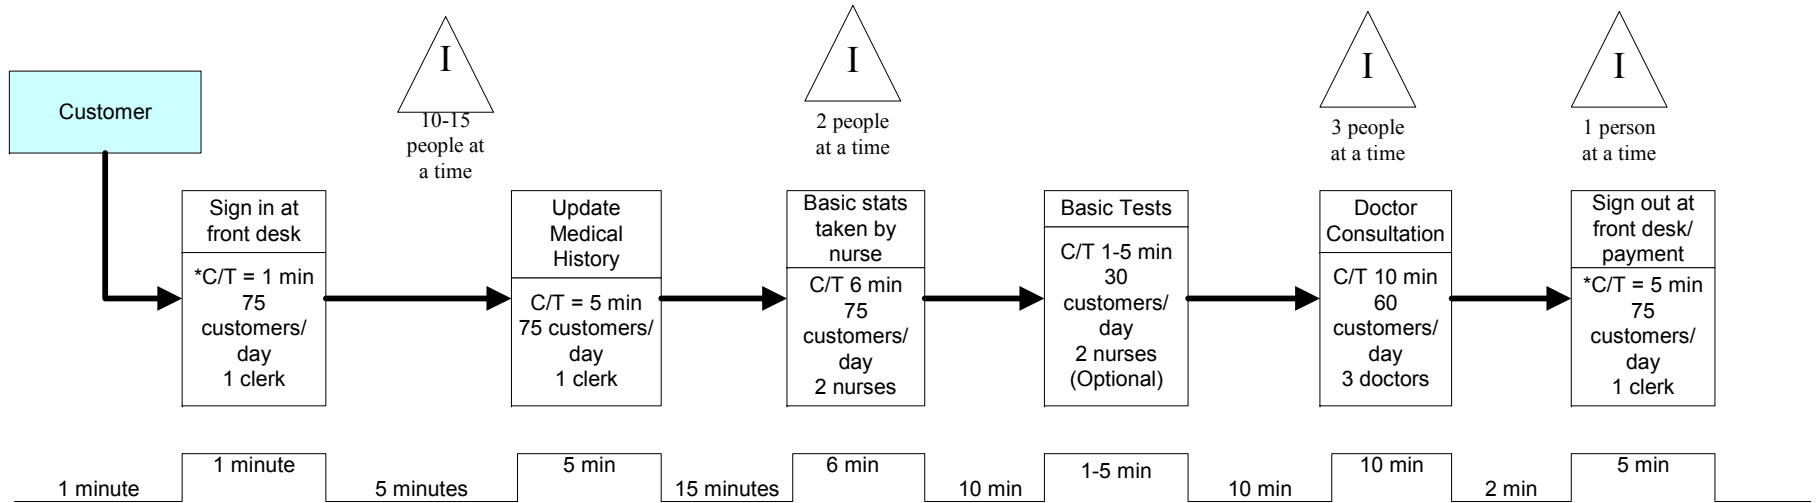 I
10-15
people at
a time
I
2 people
at a time
I
3 people
at a time
I
1 person
at a time
Customer
Sign in at
front desk
*C/T = 1 min
75
customers/
day
1 clerk
Update
Medical
History
C/T = 5 min
75 customers/
day
1 clerk
Basic stats
taken by
nurse
C/T 6 min
75
customers/
day
2 nurses
Basic Tests
C/T 1-5 min
30
customers/
day
2 nurses
(Optional)
Doctor
Consultation
C/T 10 min
60
customers/
day
3 doctors
Sign out at
front desk/
payment
*C/T = 5 min
75
customers/
day
1 clerk
1 minute
1 minute
5 minutes
5 min
15 minutes
6 min
10 min
1-5 min
10 min
10 min
2 min
5 min